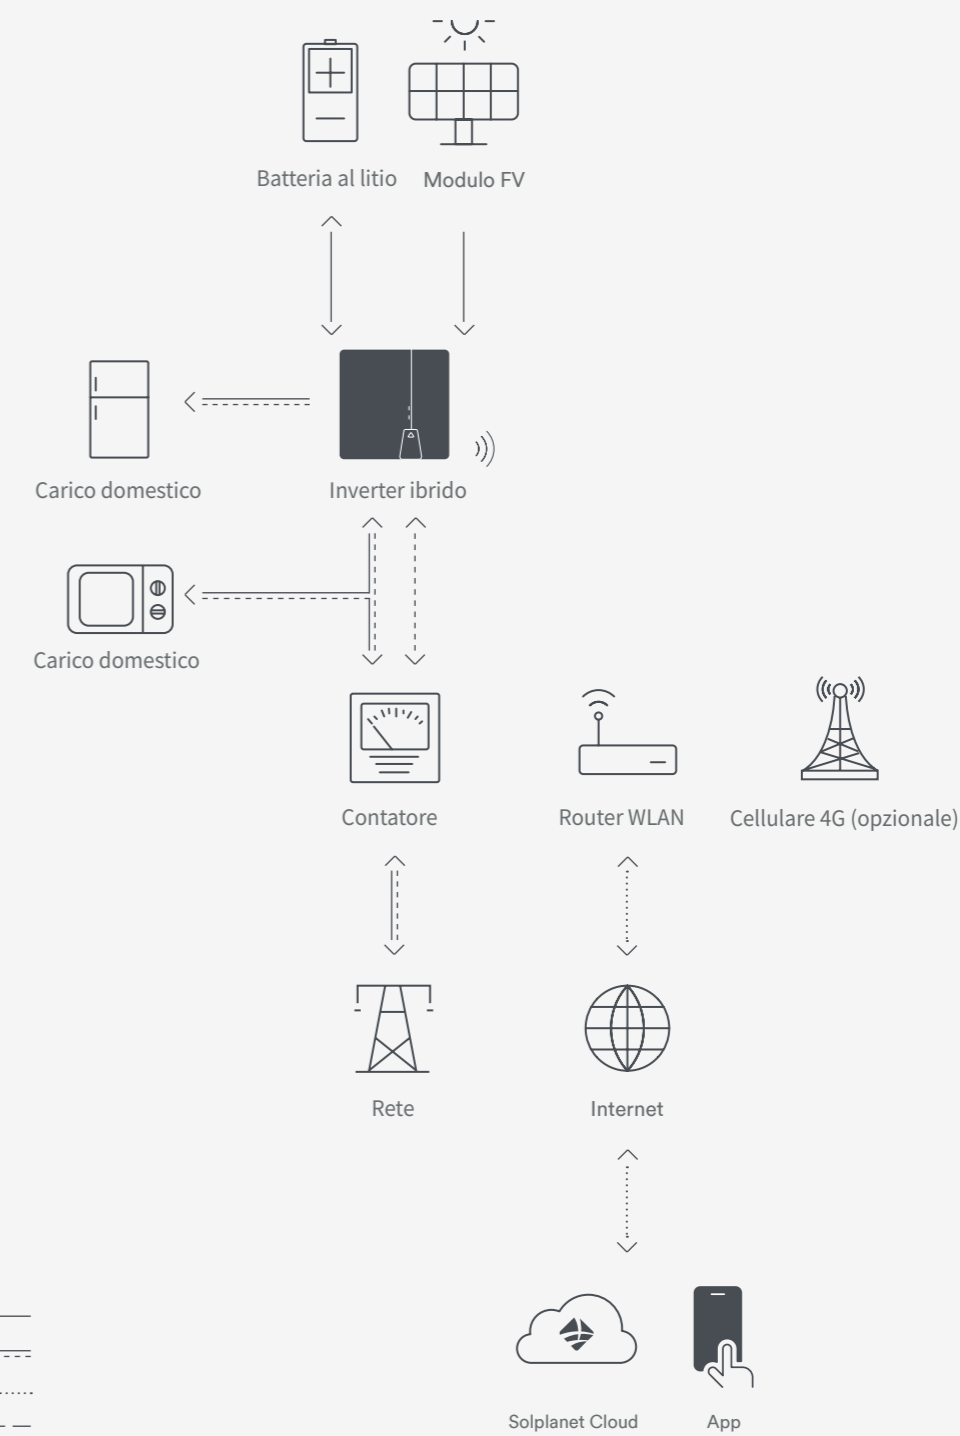 Batteria al litio
Modulo FV
Carico domestico
Inverter ibrido
Carico domestico
Contatore
Router WLAN
Cellulare 4G (opzionale)
Rete
Internet
Solplanet Cloud
App